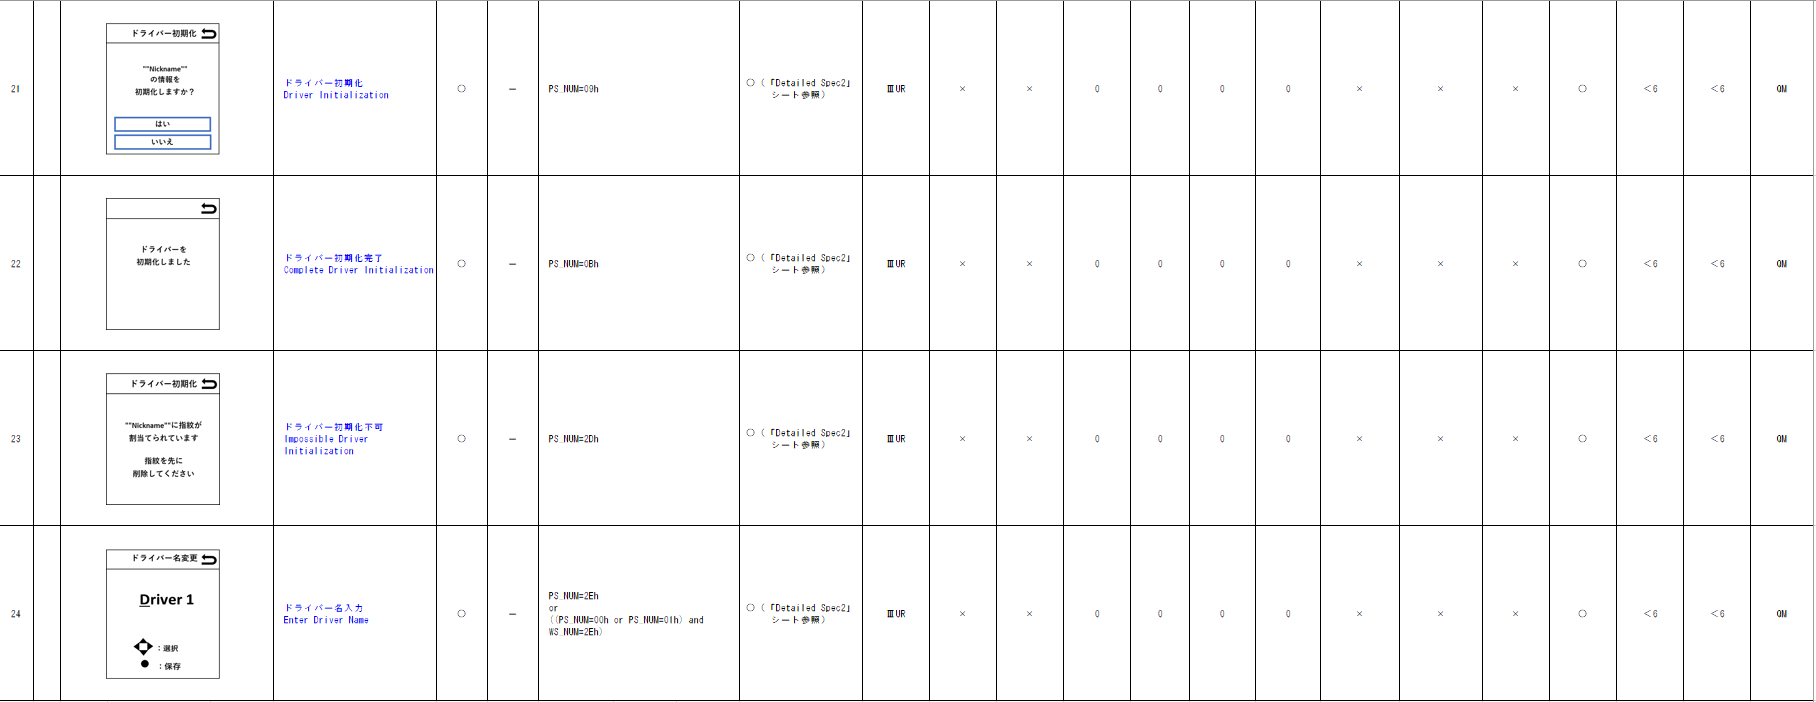 21
ドライバー初期化
""Nickname""
の情報を
初期化しますか？
はい
いいえ
ドライバー初期化
Driver Initialization
○
－
PS_NUM=09h
○（「Detailed Spec2」
シート参照）
ⅢUR
×
×
0
0
0
0
×
×
×
○
＜6
＜6
QM
22
ドライバーを
初期化しました
ドライバー初期化完了
Complete Driver Initialization
○
－
PS_NUM=0Bh
○（「Detailed Spec2」
シート参照）
ⅢUR
×
×
0
0
0
0
×
×
×
○
＜6
＜6
QM
23
ドライバー初期化
""Nickname""に指紋が
割当てられています
指紋を先に
削除してください
ドライバー初期化不可
Impossible Driver
Initialization
○
－
PS_NUM=2Dh
○（「Detailed Spec2」
シート参照）
ⅢUR
×
×
0
0
0
0
×
×
×
○
＜6
＜6
QM
24
ドライバー名変更
Driver 1
：選択
：保存
ドライバー名入力
Enter Driver Name
○
－
PS_NUM=2Eh
or
((PS_NUM=00h or PS_NUM=01h) and
WS_NUM=2Eh)
○（「Detailed Spec2」
シート参照）
ⅢUR
×
×
0
0
0
0
×
×
×
○
＜6
＜6
QM